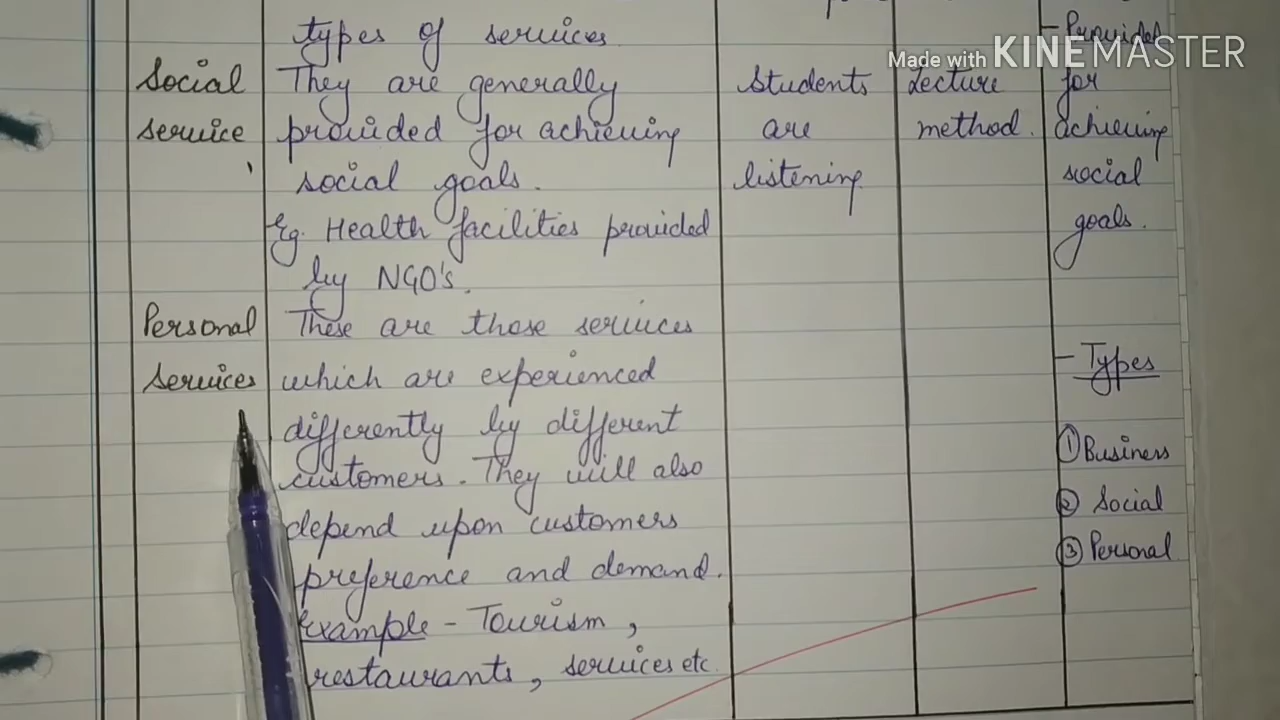 types of services
Made with KINEMASTER
Social
service
They are generally
provided for achieving
social goals.
Eg. Health facilities provided
by NGO's.
Students
are
listening
Lecture
method.
- Provided
for
achieving
social
goals.
Personal
Services
These are those services
which are experienced
differently by different
customers. They will also
depend upon customers
preference and demand.
Example - Tourism,
restaurants, services etc.
- Types
① Business
② Social
③ Personal